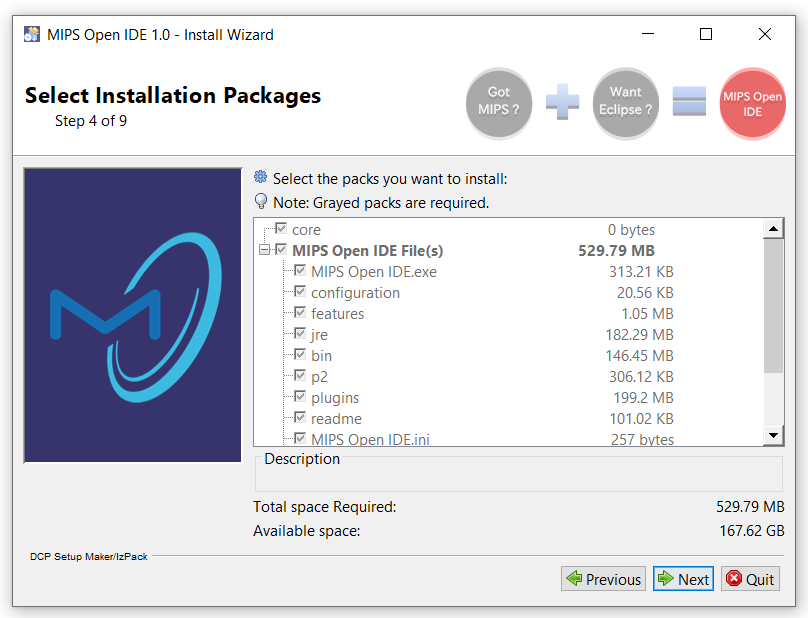 MIPS Open IDE 1.0 - Install Wizard
Select Installation Packages
Step 4 of 9
Got
MIPS ?
Want
Eclipse ?
MIPS Open
IDE
Select the packs you want to install:
Note: Grayed packs are required.
core 0 bytes
MIPS Open IDE File(s) 529.79 MB
MIPS Open IDE.exe 313.21 KB
configuration 20.56 KB
features 1.05 MB
jre 182.29 MB
bin 146.45 MB
p2 306.12 KB
plugins 199.2 MB
readme 101.02 KB
MIPS Open IDE.ini 257 bytes
Description
Total space Required: 529.79 MB
Available space: 167.62 GB
DCP Setup Maker/IzPack
Previous Next Quit